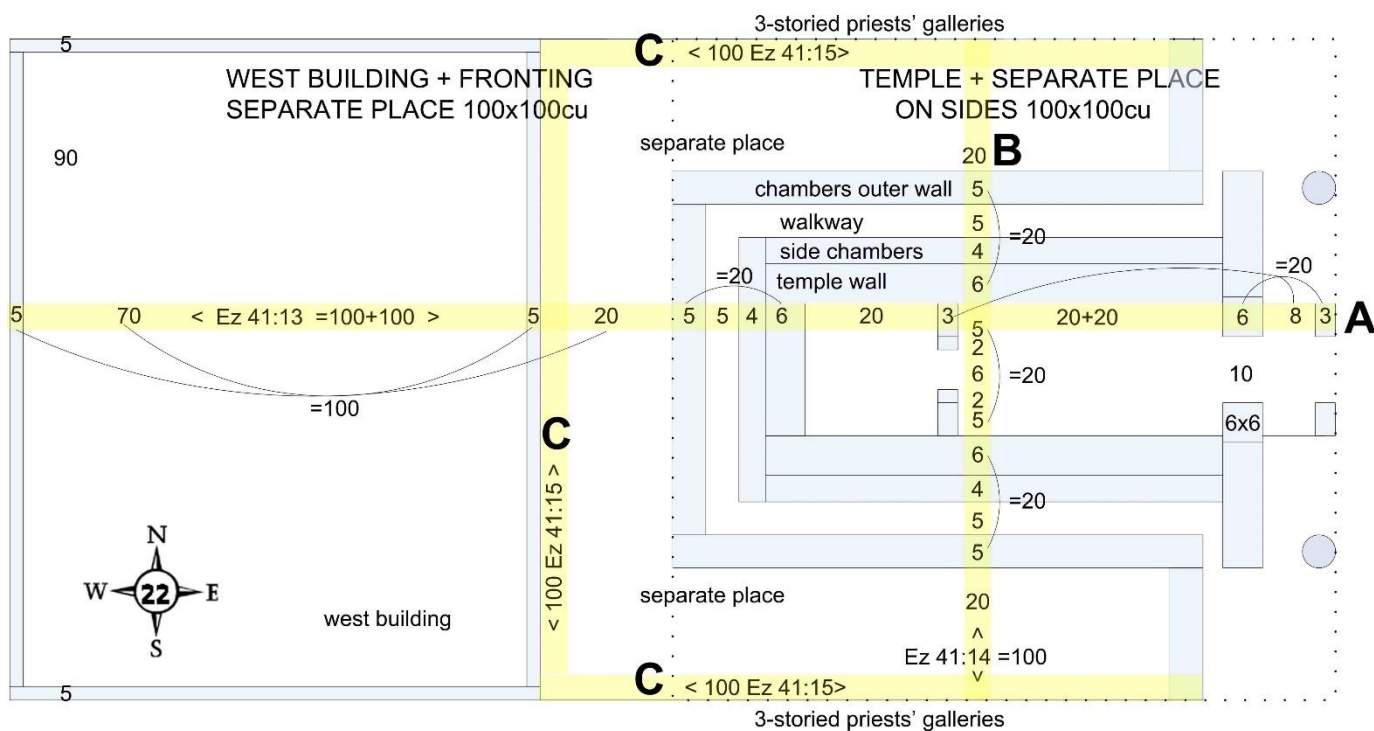 3-storied priests’ galleries
5
C
< 100 Ez 41:15>
WEST BUILDING + FRONTING
SEPARATE PLACE 100x100cu
TEMPLE + SEPARATE PLACE
ON SIDES 100x100cu
90
separate place
20
B
chambers outer wall
5
walkway
5
=20
side chambers
4
temple wall
6
=20
=20
5
70
< Ez 41:13 =100+100 >
5
20
5
5
4
6
20
3
20+20
6
8
3
A
5
2
6
2
5
=20
10
6x6
=100
C
< 100 Ez 41:15 >
6
4
=20
5
5
N
W
22
E
S
west building
separate place
20
<
Ez 41:14 =100
>
C
< 100 Ez 41:15>
5
3-storied priests’ galleries